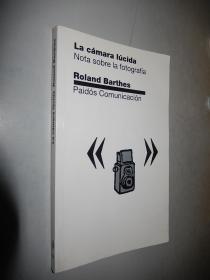 La cámara lúcida
Nota sobre la fotografía
Roland Barthes
Paidós Comunicación